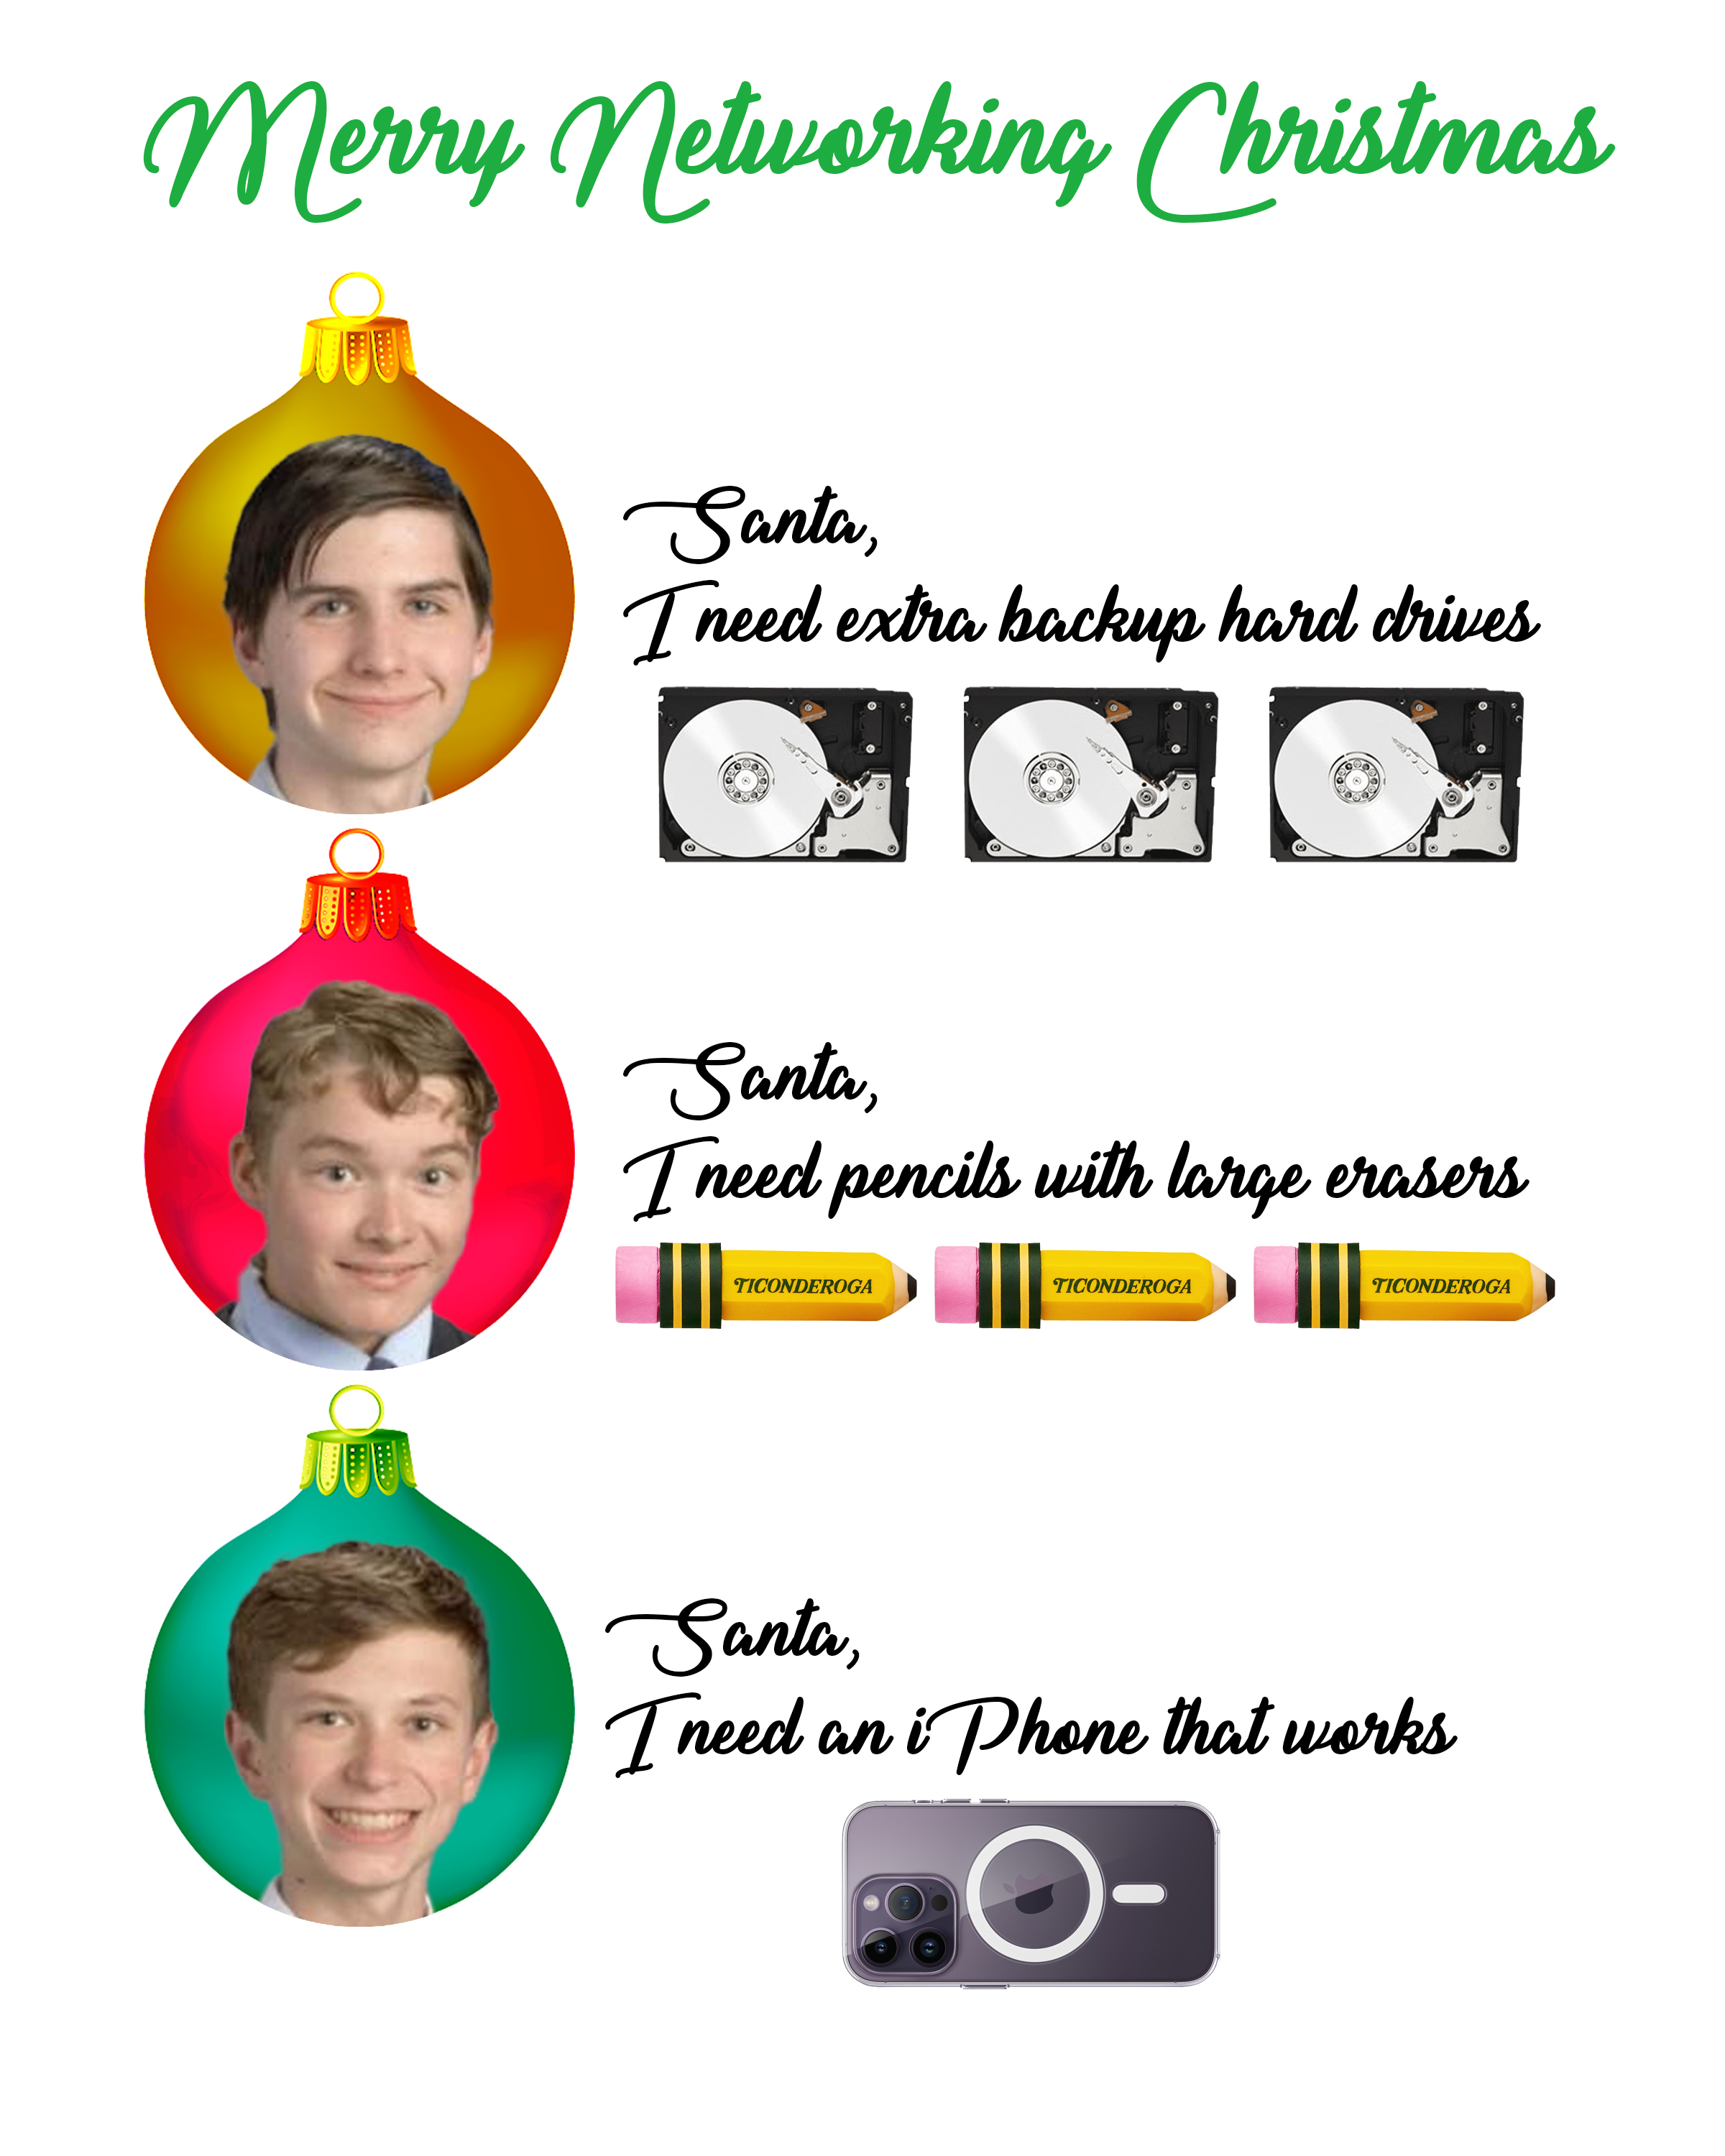 Merry Networking Christmas
Santa,
I need extra backup hard drives
Santa,
I need pencils with large erasers
TICONDEROGA TICONDEROGA TICONDEROGA
Santa,
I need an iPhone that works